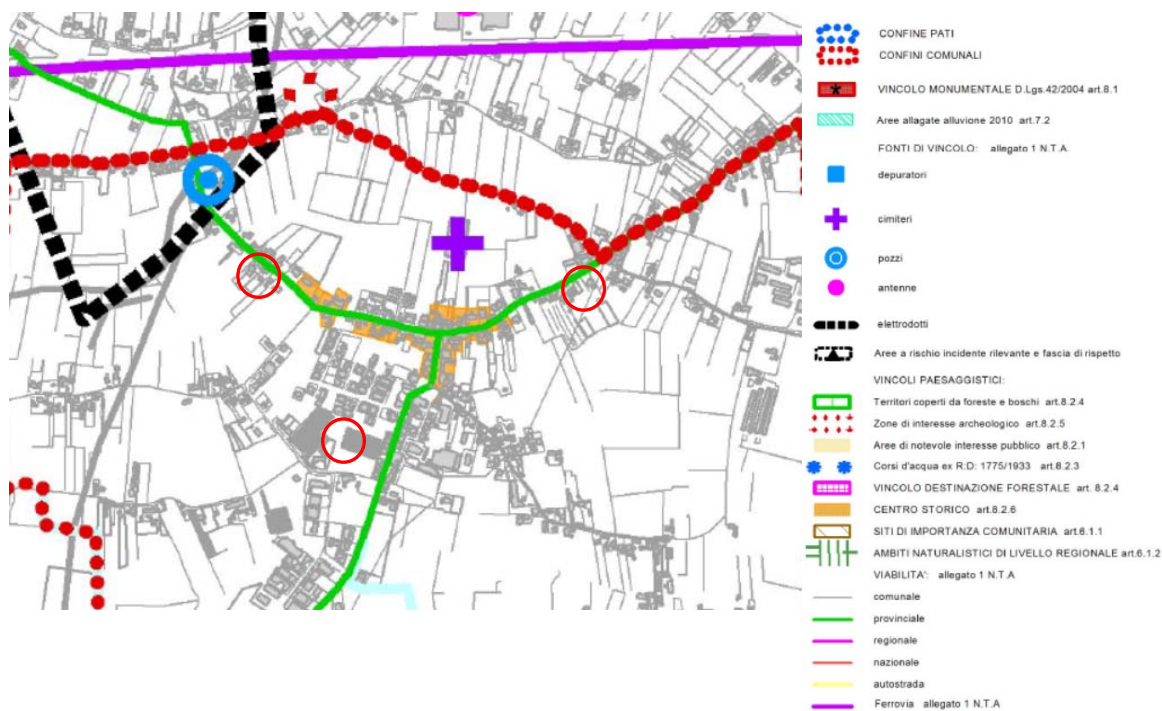 CONFINE PATI
CONFINI COMUNALI
VINCOLO MONUMENTALE D.Lgs.42/2004 art.8.1
Aree allagate alluvione 2010 art.7.2
FONTI DI VINCOLO: allegato 1 N.T.A.
depuratori
cimiteri
pozzi
antenne
elettrodotti
Aree a rischio incidente rilevante e fascia di rispetto
VINCOLI PAESAGGISTICI:
Territori coperti da foreste e boschi art.8.2.4
Zone di interesse archeologico art.8.2.5
Aree di notevole interesse pubblico art.8.2.1
Corsi d'acqua ex R.D: 1775/1933 art.8.2.3
VINCOLO DESTINAZIONE FORESTALE art. 8.2.4
CENTRO STORICO art.8.2.6
SITI DI IMPORTANZA COMUNITARIA art.6.1.1
AMBITI NATURALISTICI DI LIVELLO REGIONALE art.6.1.2
VIABILITA': allegato 1 N.T.A
comunale
provinciale
regionale
nazionale
autostrada
Ferrovia allegato 1 N.T.A